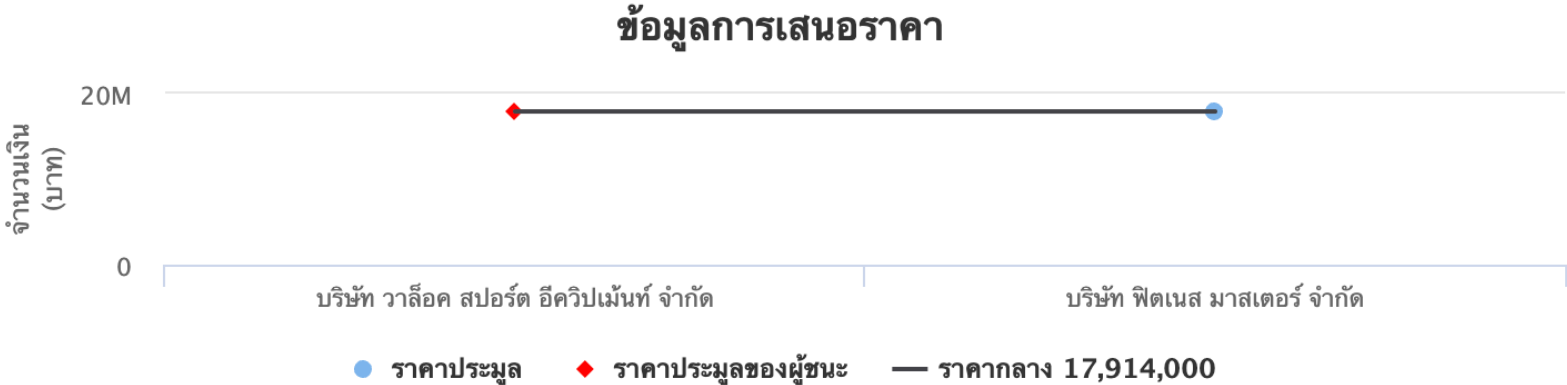 ข้อมูลการเสนอราคา
20M
จำนวนเงิน
(บาท)
0
บริษัท วาล็อค สปอร์ต อีควิปเม้นท์ จำกัด
บริษัท ฟิตเนส มาสเตอร์ จำกัด
ราคาประมูล ราคาประมูลของผู้ชนะ ราคากลาง 17,914,000